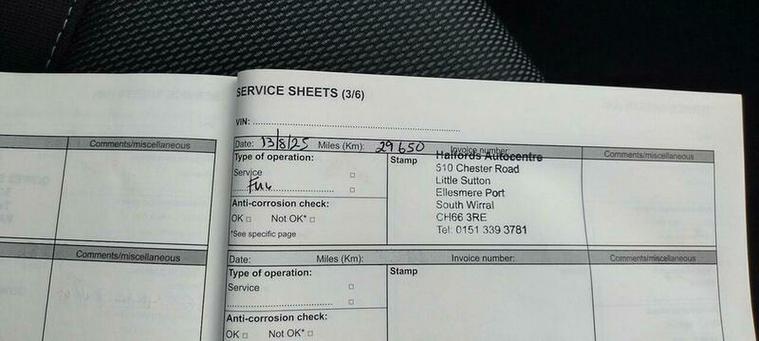 SERVICE SHEETS (3/6)
VIN:
Comments/miscellaneous
Date: 13/8/25 Miles (Km): 29650 Invoice number: Comments/miscellaneous
Type of operation:
Stamp
Halfords Autocentre
510 Chester Road
Little Sutton
Ellesmere Port
South Wirral
CH66 3RE
Tel: 0151 339 3781
Service
Full
Anti-corrosion check:
OK Not OK*
*See specific page
Comments/miscellaneous
Date: Miles (Km): Invoice number: Comments/miscellaneous
Type of operation:
Stamp
Service
Anti-corrosion check:
OK Not OK*